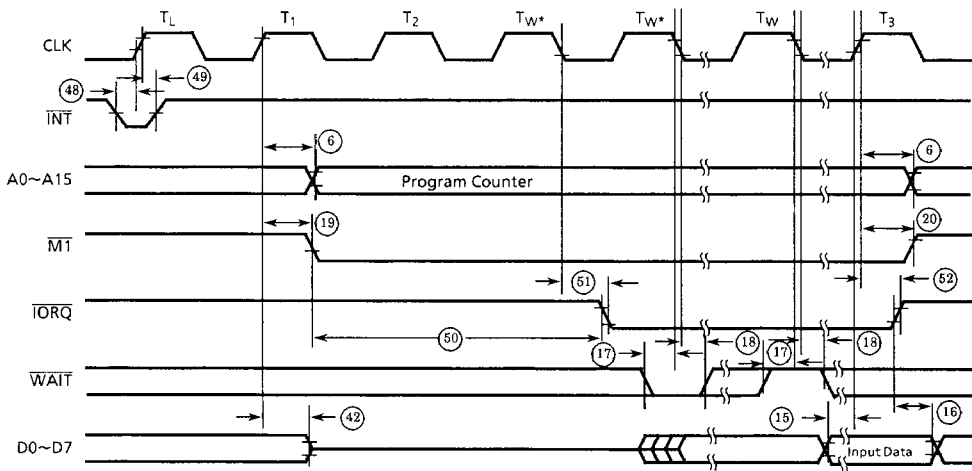 T_L T_1 T_2 T_W* T_W* T_W T_3
CLK
48 49
INT
6 6
A0~A15 Program Counter
19 20
M1
51 52
IORQ
50 18 18
17 17
WAIT
42 15 16
D0~D7 Input Data